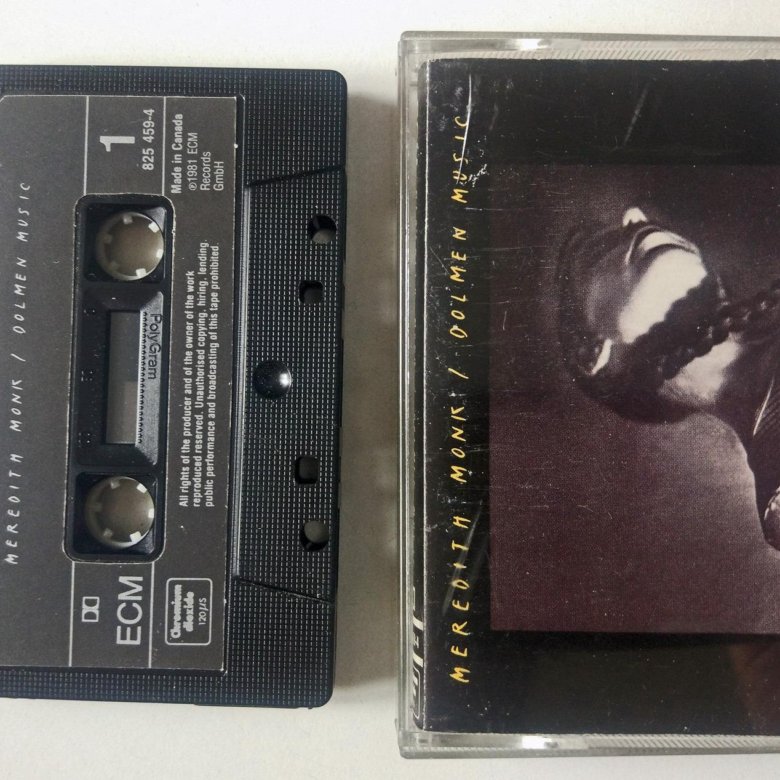 MEREDITH MONK / DOLMEN MUSIC
1
825 459-4
Made in Canada
℗1981 ECM
Records
GmbH
PolyGram
All rights of the producer and of the owner of the work
reproduced reserved. Unauthorised copying, hiring, lending,
public performance and broadcasting of this tape prohibited.
ECM
Chromium
dioxide
120 µs
MEREDITH MONK / DOLMEN MUSIC